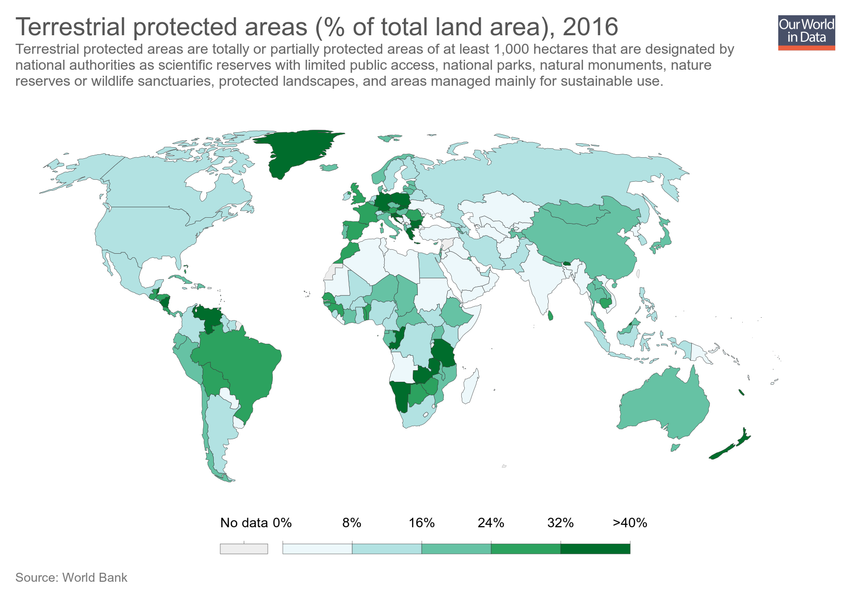 Terrestrial protected areas (% of total land area), 2016
Our World
in Data
Terrestrial protected areas are totally or partially protected areas of at least 1,000 hectares that are designated by
national authorities as scientific reserves with limited public access, national parks, natural monuments, nature
reserves or wildlife sanctuaries, protected landscapes, and areas managed mainly for sustainable use.
No data 0% 8% 16% 24% 32% >40%
Source: World Bank